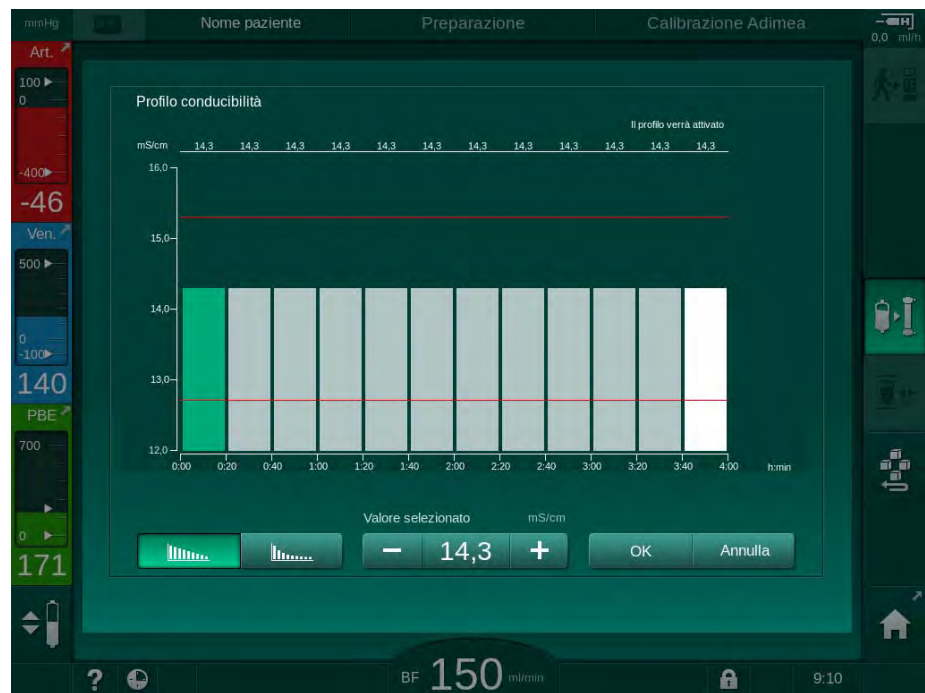 mmHg
Nome paziente
Preparazione
Calibrazione Adimea
H
0,0 ml/h
Art.
100
0
-400
-46
Ven.
500
0
-100
140
PBE
700
0
171
Profilo conducibilità
Il profilo verrà attivato
mS/cm 14,3 14,3 14,3 14,3 14,3 14,3 14,3 14,3 14,3 14,3 14,3 14,3
16,0
15,0
14,0
13,0
12,0
0:00 0:20 0:40 1:00 1:20 1:40 2:00 2:20 2:40 3:00 3:20 3:40 4:00 h:min
Valore selezionato mS/cm
− 14,3 + OK Annulla
? BF 150 ml/min 9:10